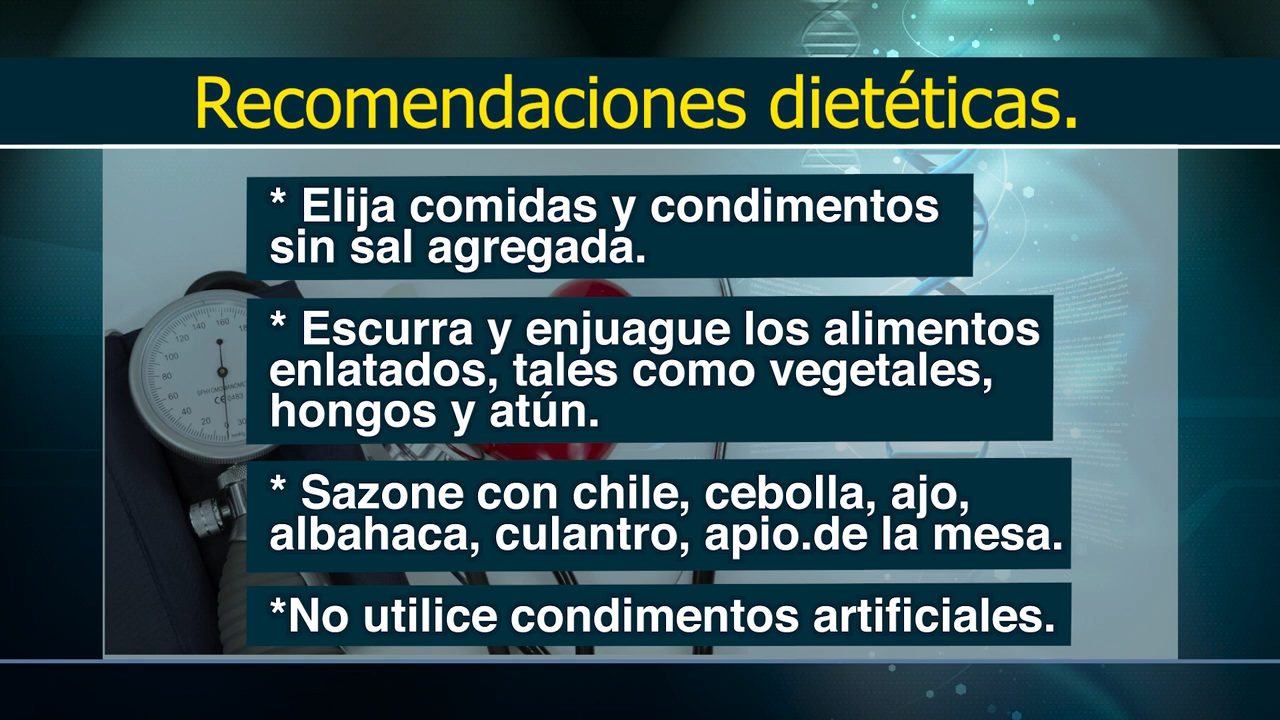 Recomendaciones dietéticas.
* Elija comidas y condimentos
sin sal agregada.
* Escurra y enjuague los alimentos
enlatados, tales como vegetales,
hongos y atún.
* Sazone con chile, cebolla, ajo,
albahaca, culantro, apio.de la mesa.
*No utilice condimentos artificiales.